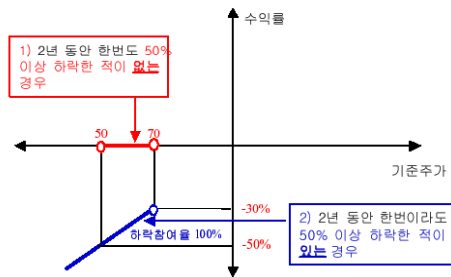 수익률
1) 2년 동안 한번도 50%
이상 하락한 적이 없는
경우
50
70
기준주가
-30%
하락참여율 100%
-50%
2) 2년 동안 한번이라도
50% 이상 하락한 적이
있는 경우